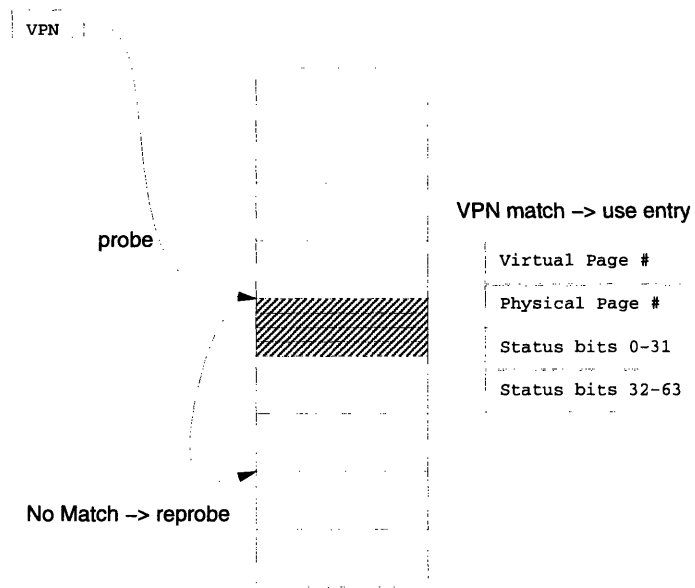 VPN
VPN match –> use entry
probe
Virtual Page #
Physical Page #
Status bits 0–31
Status bits 32–63
No Match –> reprobe